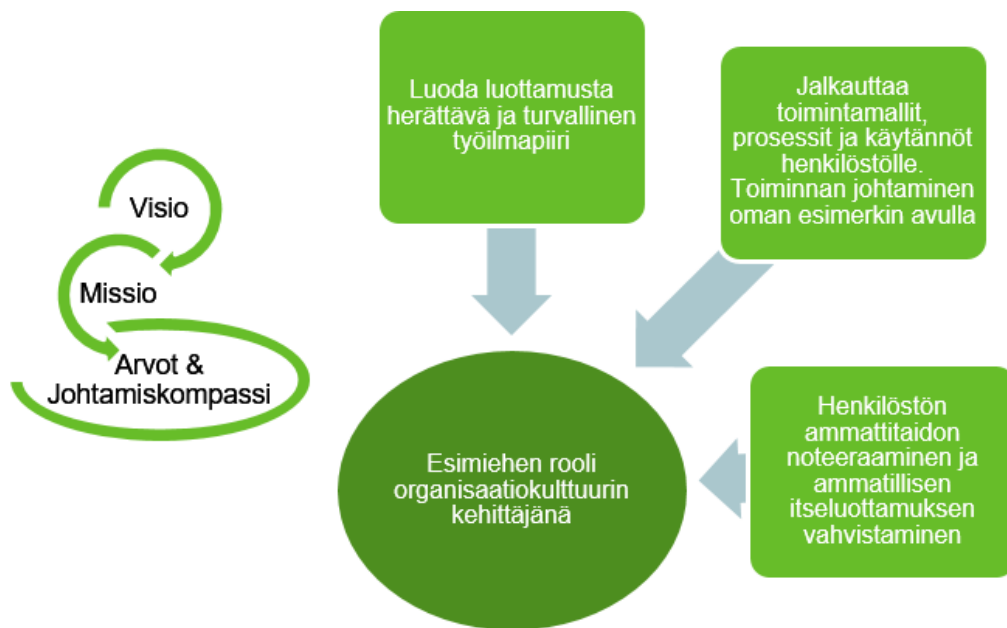 Visio
Missio
Arvot &
Johtamiskompassi
Luoda luottamusta
herättävä ja turvallinen
työilmapiiri
Jalkauttaa
toimintamallit,
prosessit ja käytännöt
henkilöstölle.
Toiminnan johtaminen
oman esimerkin avulla
Henkilöstön
ammattitaidon
noteeraaminen ja
ammatillisen
itseluottamuksen
vahvistaminen
Esimiehen rooli
organisaatiokulttuurin
kehittäjänä